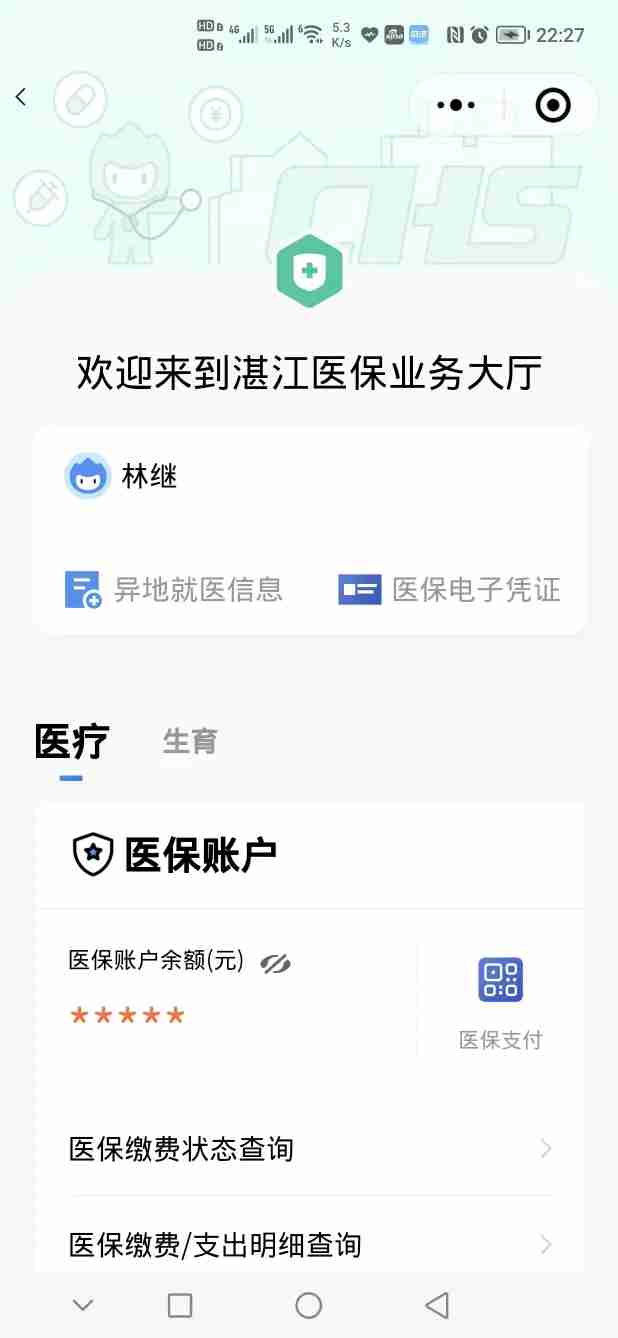 HD HD 4G 5G 6 5.3 K/s 22:27
CHS
欢迎来到湛江医保业务大厅
林继
异地就医信息 医保电子凭证
医疗 生育
医保账户
医保账户余额(元)
*****
医保支付
医保缴费状态查询
医保缴费/支出明细查询